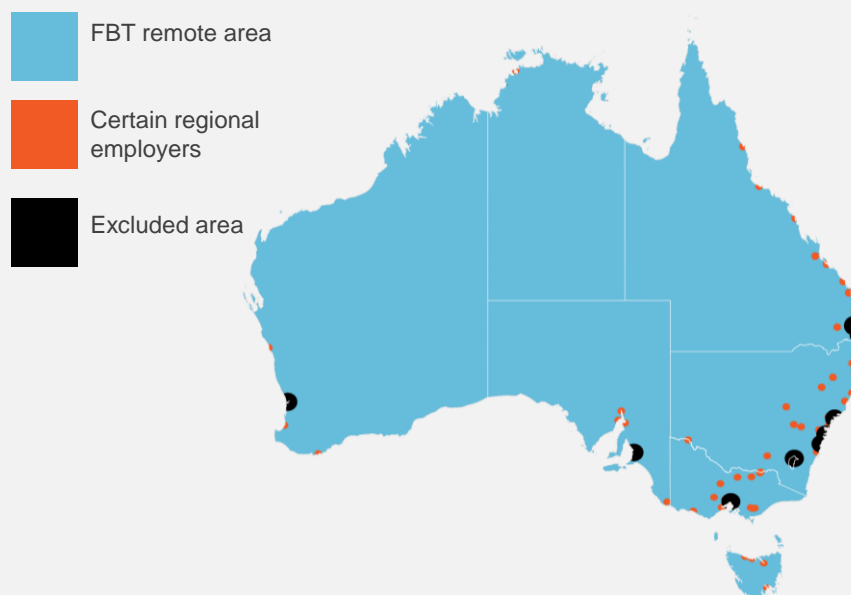 FBT remote area
Certain regional
employers
Excluded area